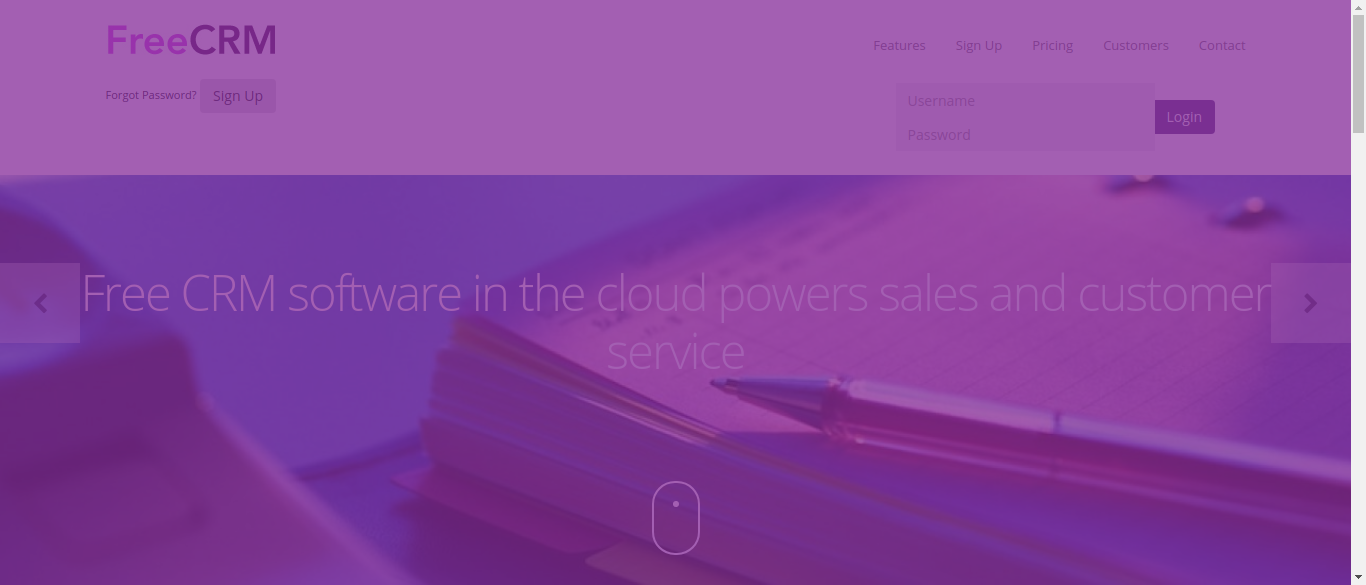 FreeCRM
Features Sign Up Pricing Customers Contact
Forgot Password? Sign Up
Username
Password
Login
Free CRM software in the cloud powers sales and customer
service